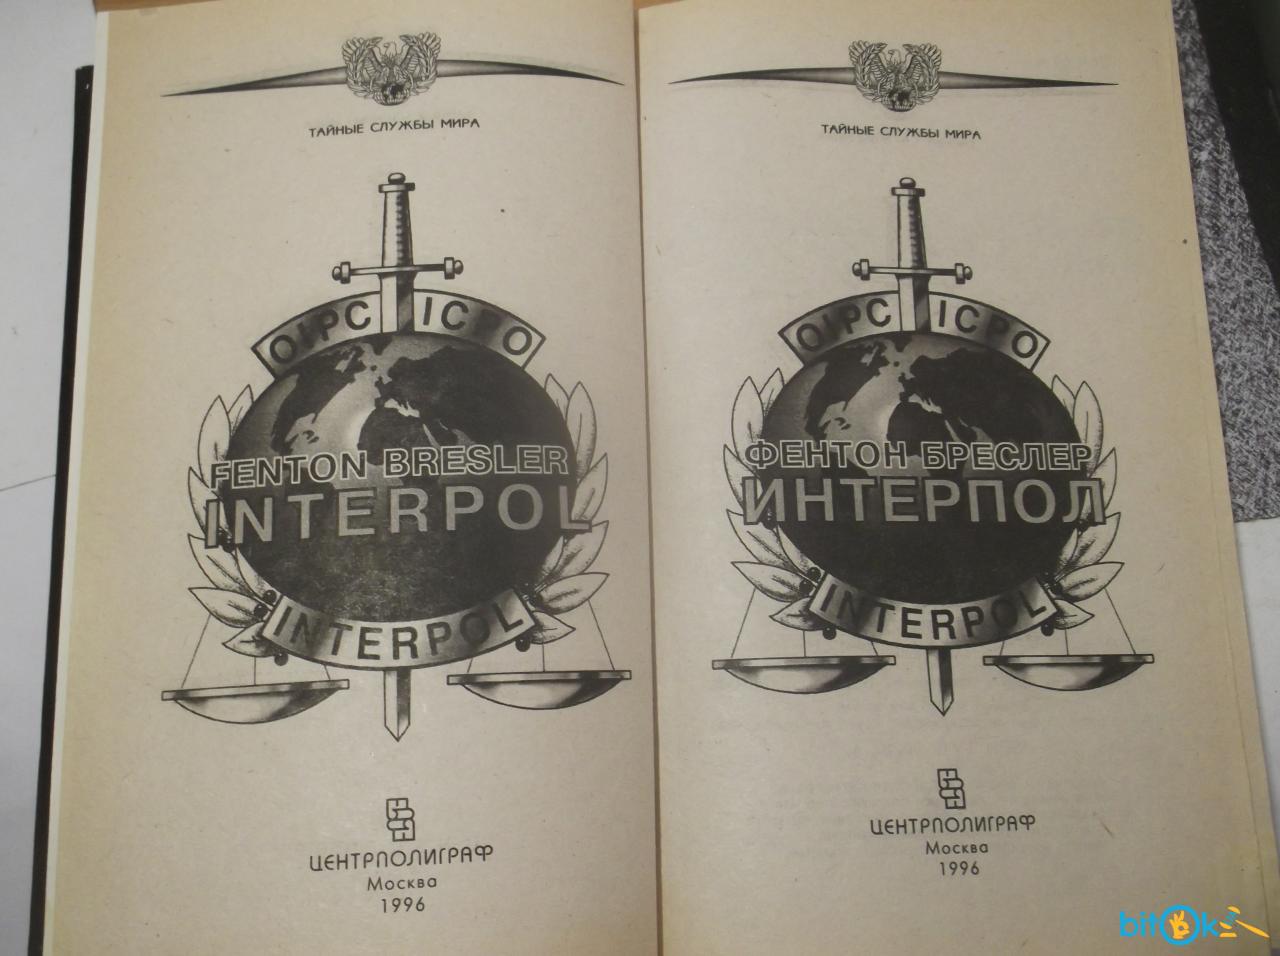 ТАЙНЫЕ СЛУЖБЫ МИРА
OIPC ICPO
FENTON BRESLER
INTERPOL
INTERPOL
ЦЕНТРПОЛИГРАФ
Москва
1996
ТАЙНЫЕ СЛУЖБЫ МИРА
OIPC ICPO
ФЕНТОН БРЕСЛЕР
ИНТЕРПОЛ
INTERPOL
ЦЕНТРПОЛИГРАФ
Москва
1996